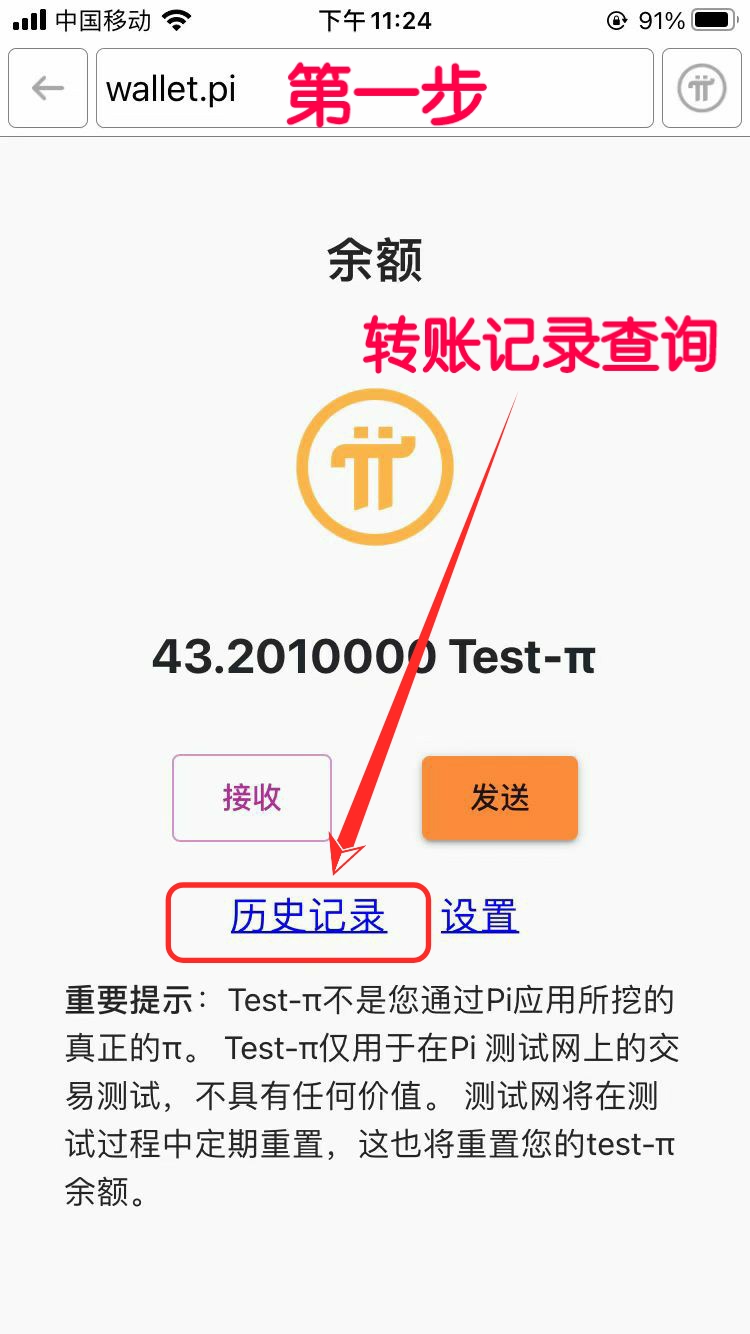 中国移动 下午11:24 91%
wallet.pi 第一步
余额
转账记录查询
43.2010000 Test-π
接收 发送
历史记录 设置
重要提示：Test-π不是您通过Pi应用所挖的
真正的π。 Test-π仅用于在Pi 测试网上的交
易测试，不具有任何价值。 测试网将在测
试过程中定期重置，这也将重置您的test-π
余额。